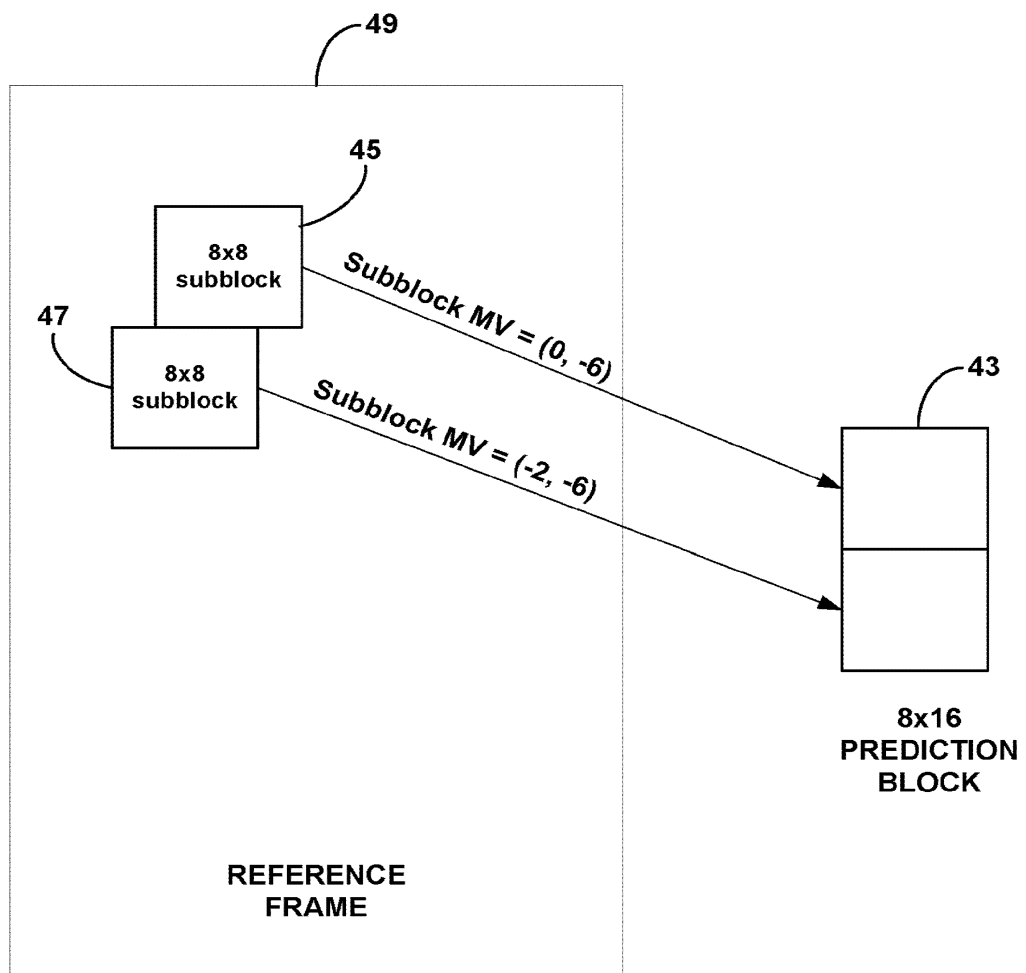 49
45
8x8
subblock
Subblock MV = (0, -6)
47
8x8
subblock
Subblock MV = (-2, -6)
43
8x16
PREDICTION
BLOCK
REFERENCE
FRAME